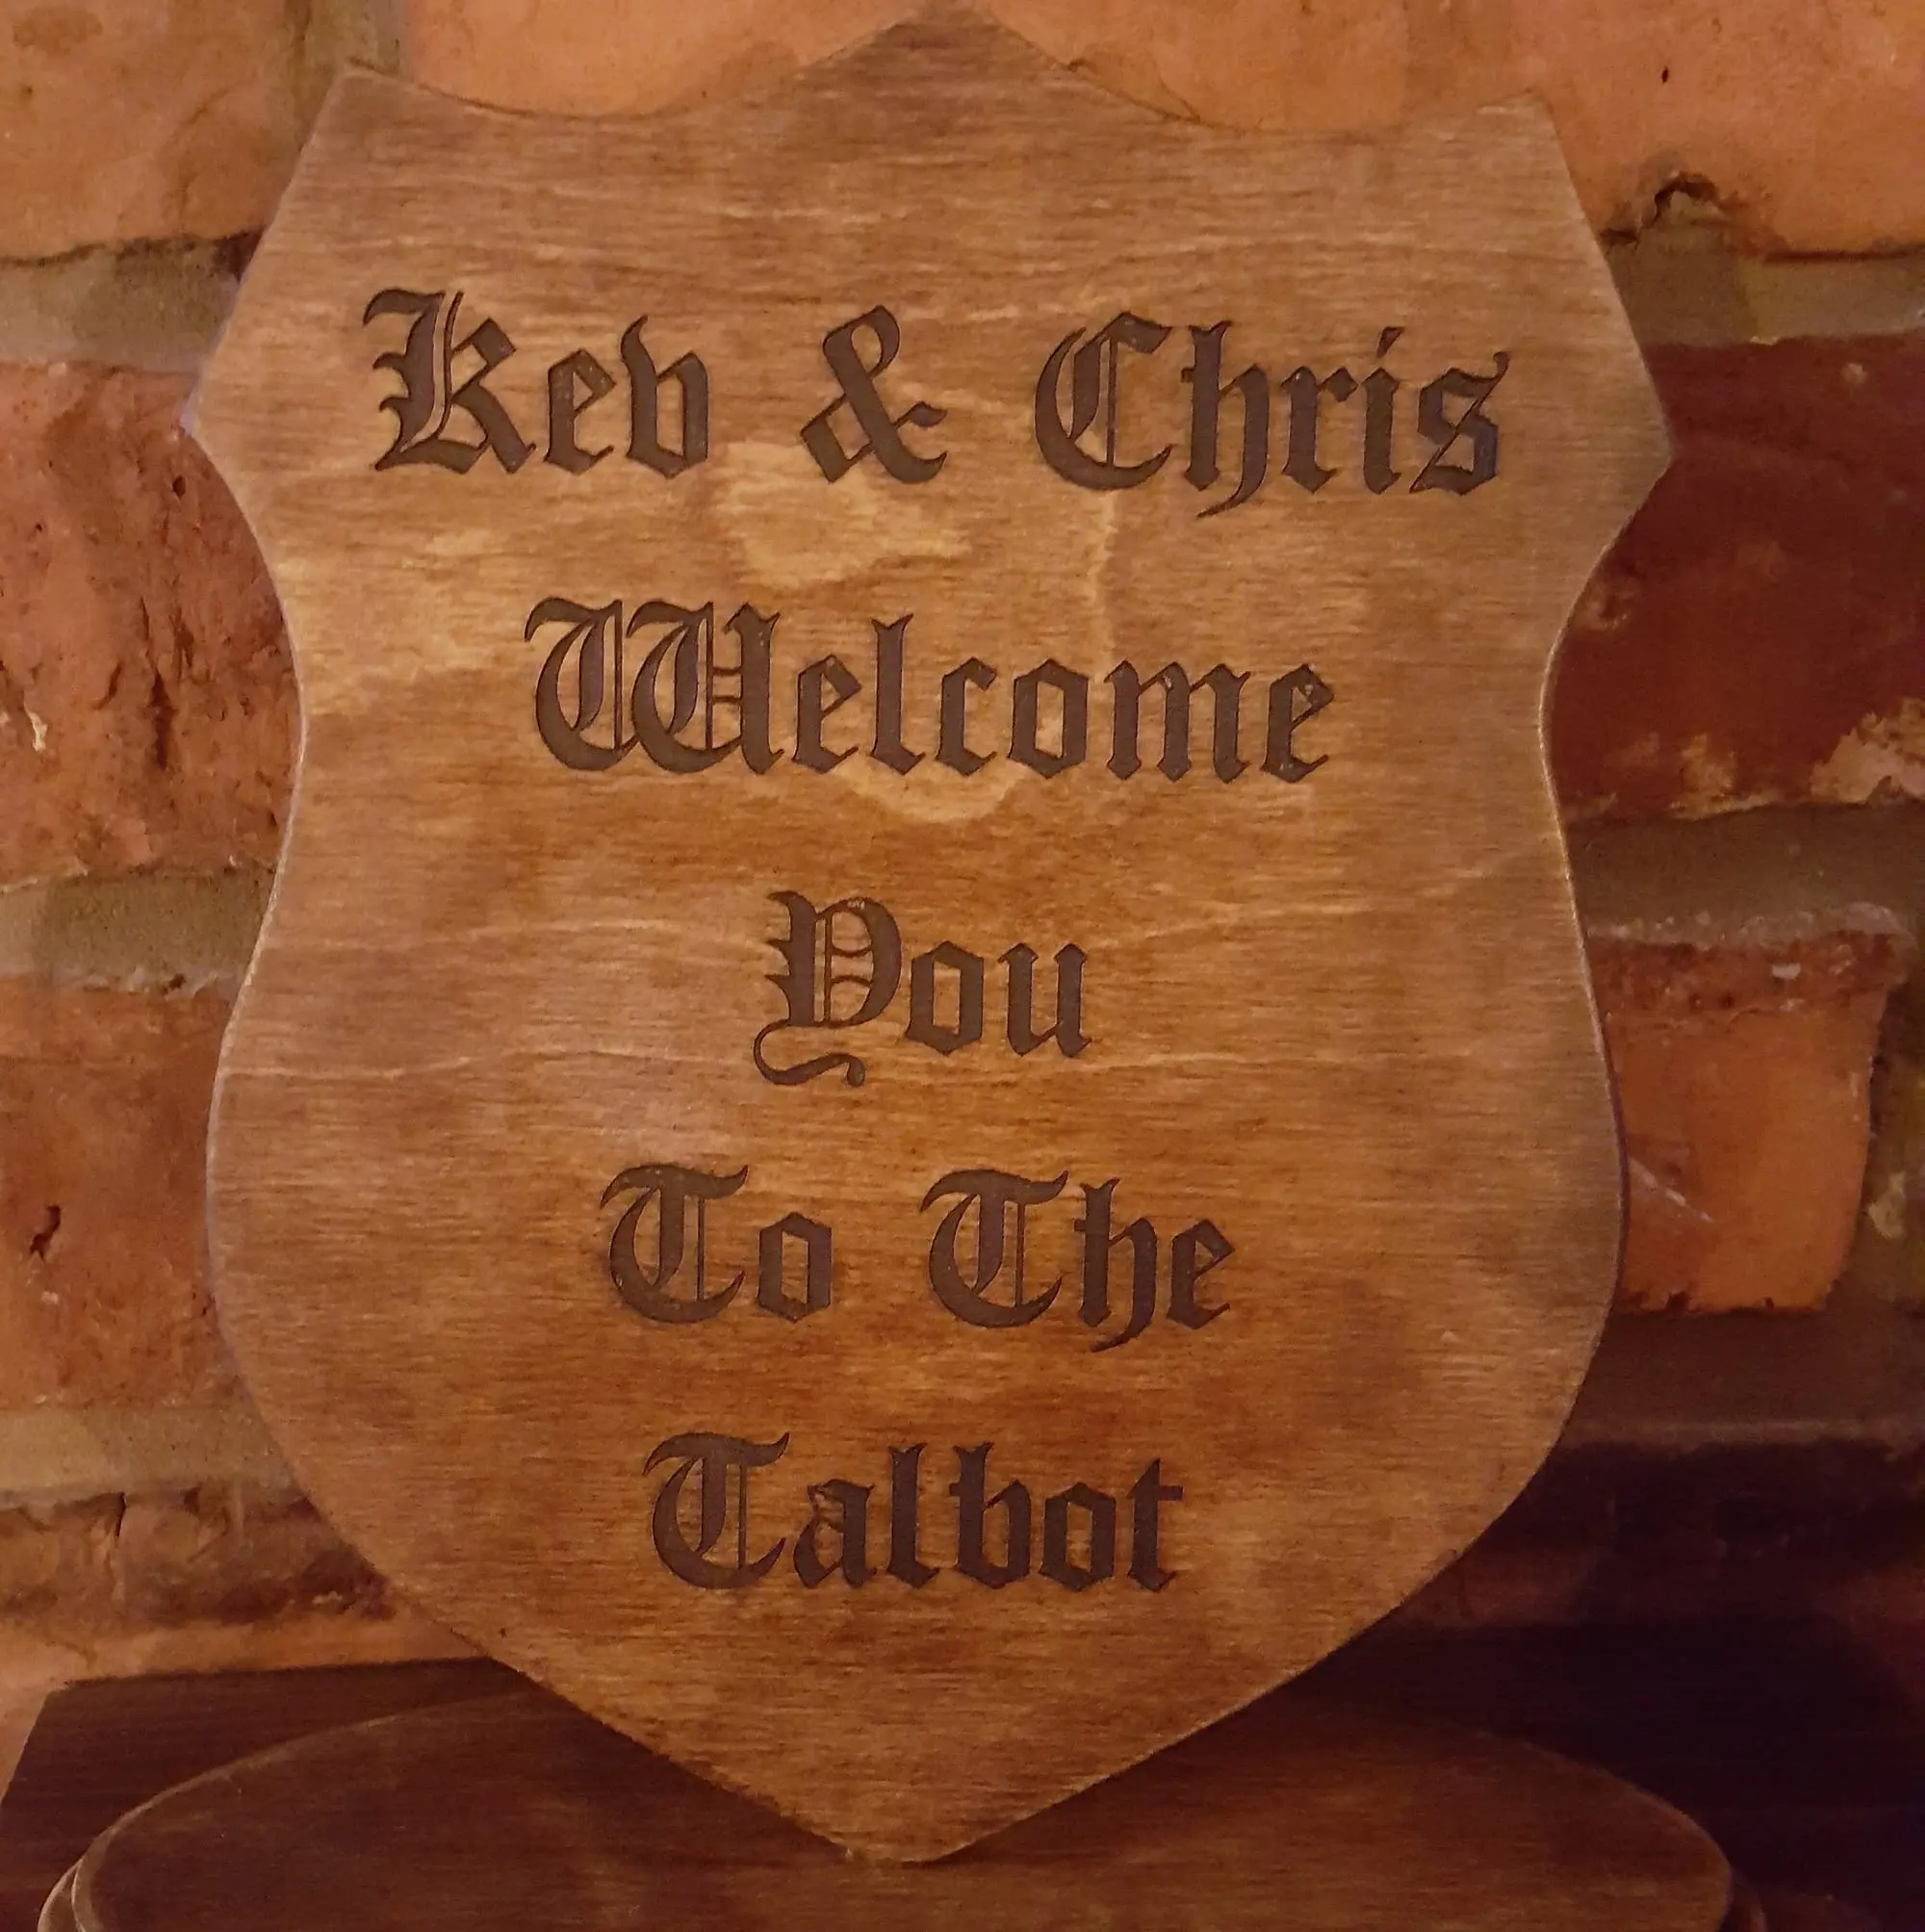 Kev & Chris
Welcome
You
To The
Talbot